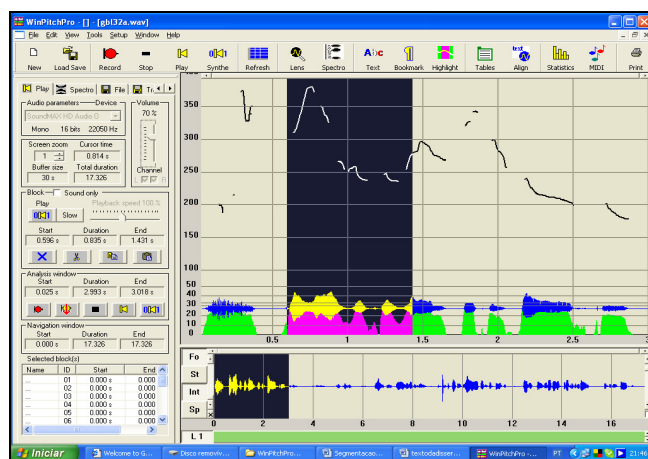 WinPitchPro - [] - [gbl32a.wav]
File Edit View Tools Setup Window Help
New Load Save Record Stop Play Synthe Refresh Lens Spectro Text Bookmark Highlight Tables Align Statistics MIDI Print
Play Spectro File
Audio parameters Device Volume
SoundMAX HD Audio O 70 %
Mono 16 bits 22050 Hz
Screen zoom Cursor time
1 0.814 s
Buffer size Total duration
30 s 17.326
Channel
L R
Block Sound only
Play Playback speed 100 %
Slow
Start Duration End
0.596 s 0.835 s 1.431 s
Analysis window
Start Duration End
0.025 s 2.993 s 3.018 s
Navigation window
Start Duration End
0.000 s 17.326 17.326
Selected block(s)
Name ID Start End
... 01 0.000 s 0.000
... 02 0.000 s 0.000
... 03 0.000 s 0.000
... 04 0.000 s 0.000
... 05 0.000 s 0.000
... 06 0.000 s 0.000
350
300
250
200
150
100
50
40
30
20
10
0
0.5 1 1.5 2 2.5
Fo
St
Int
Sp
0 2 4 6 8 10 12 14 16
L 1
Iniciar Welcome to G... Disco removív... WinPitchPro... Segmentacao... textodadisser... WinPitchPro -... PT 21:46